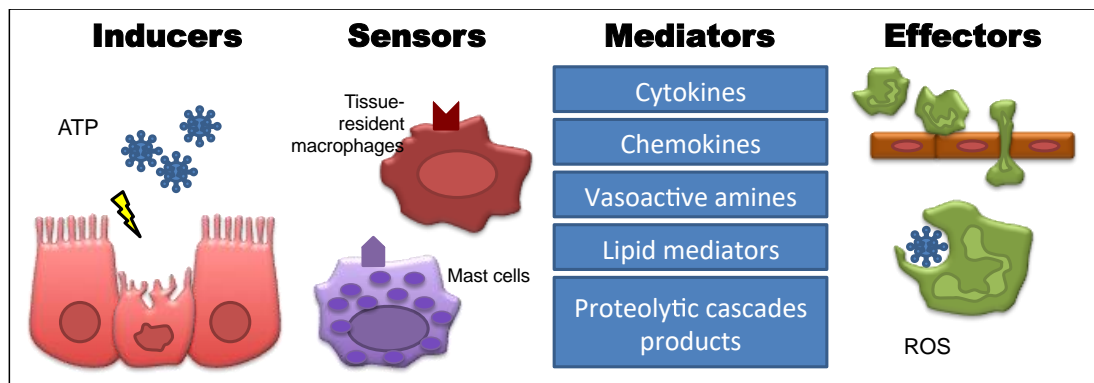 Inducers
Sensors
Mediators
Effectors
ATP
Tissue-
resident
macrophages
Mast cells
Cytokines
Chemokines
Vasoactive amines
Lipid mediators
Proteolytic cascades
products
ROS